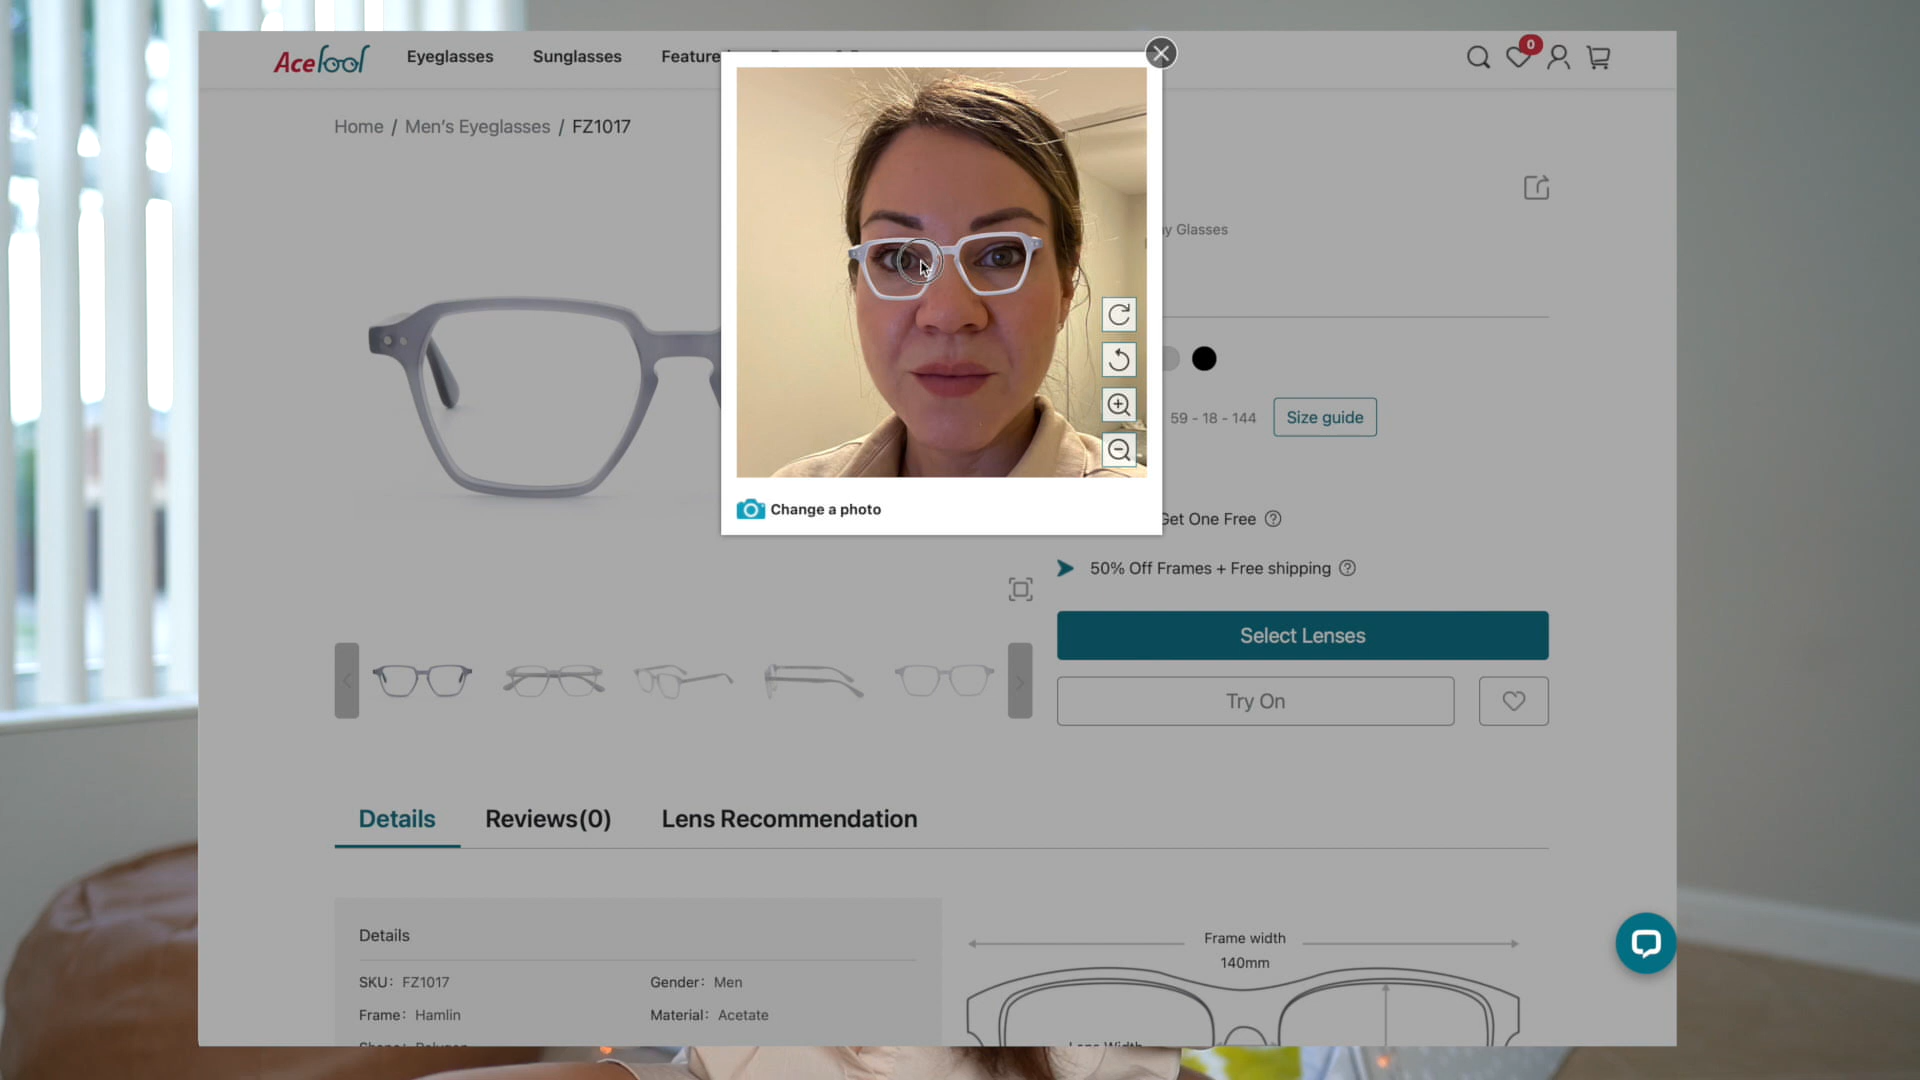 Acelool
Eyeglasses
Sunglasses
0
Home / Men's Eyeglasses / FZ1017
Glasses
59 - 18 - 144
Size guide
Change a photo
Get One Free
50% Off Frames + Free shipping
Select Lenses
Try On
Details
Reviews(0)
Lens Recommendation
Details
SKU: FZ1017
Gender: Men
Frame: Hamlin
Material: Acetate
Frame width
140mm